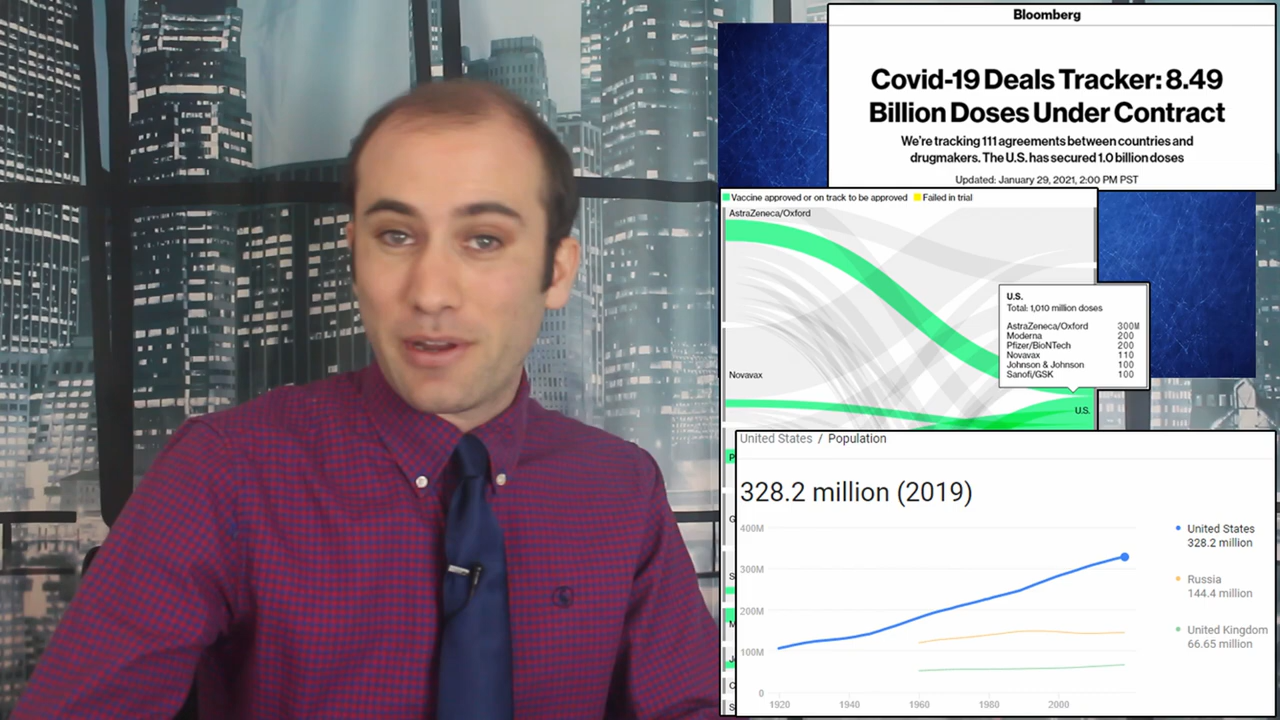 Bloomberg
Covid-19 Deals Tracker: 8.49
Billion Doses Under Contract
We're tracking 111 agreements between countries and
drugmakers. The U.S. has secured 1.0 billion doses
Updated: January 29, 2021, 2:00 PM PST
Vaccine approved or on track to be approved Failed in trial
AstraZeneca/Oxford
U.S.
Total: 1,010 million doses
AstraZeneca/Oxford 300M
Moderna 200
Pfizer/BioNTech 200
Novavax 110
Johnson & Johnson 100
Sanofi/GSK 100
Novavax
U.S.
P
G
S
M
J
C
S
United States / Population
328.2 million (2019)
400M
300M
200M
100M
0
1920 1940 1960 1980 2000
United States
328.2 million
Russia
144.4 million
United Kingdom
66.65 million